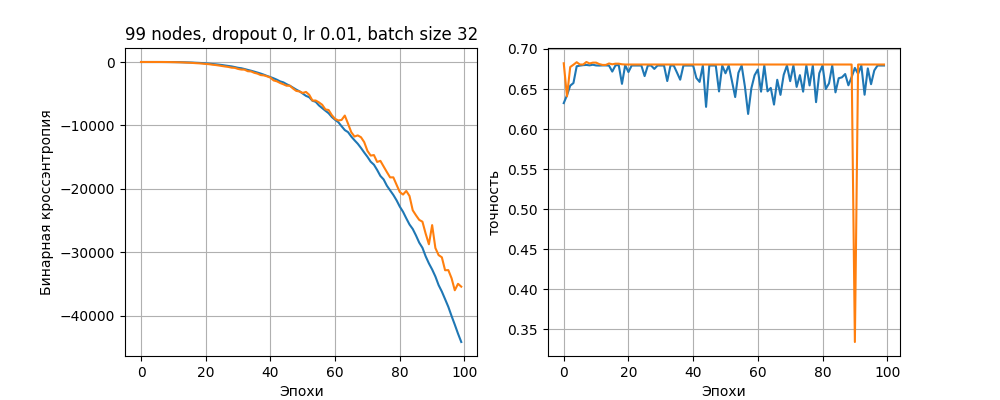 99 nodes, dropout 0, lr 0.01, batch size 32
0
−10000
−20000
−30000
−40000
Бинарная кроссэнтропия
0 20 40 60 80 100
Эпохи
0.70
0.65
0.60
0.55
0.50
0.45
0.40
0.35
точность
0 20 40 60 80 100
Эпохи